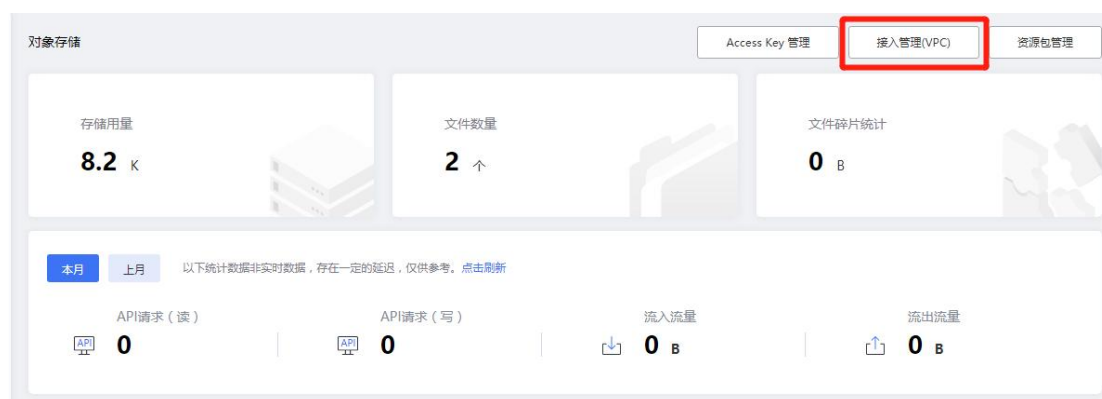 对象存储 Access Key 管理 接入管理(VPC) 资源包管理
存储用量 文件数量 文件碎片统计
8.2 K 2 个 0 B
本月 上月 以下统计数据非实时数据，存在一定的延迟，仅供参考。点击刷新
API请求（读） API请求（写） 流入流量 流出流量
API 0 API 0 0 B 0 B